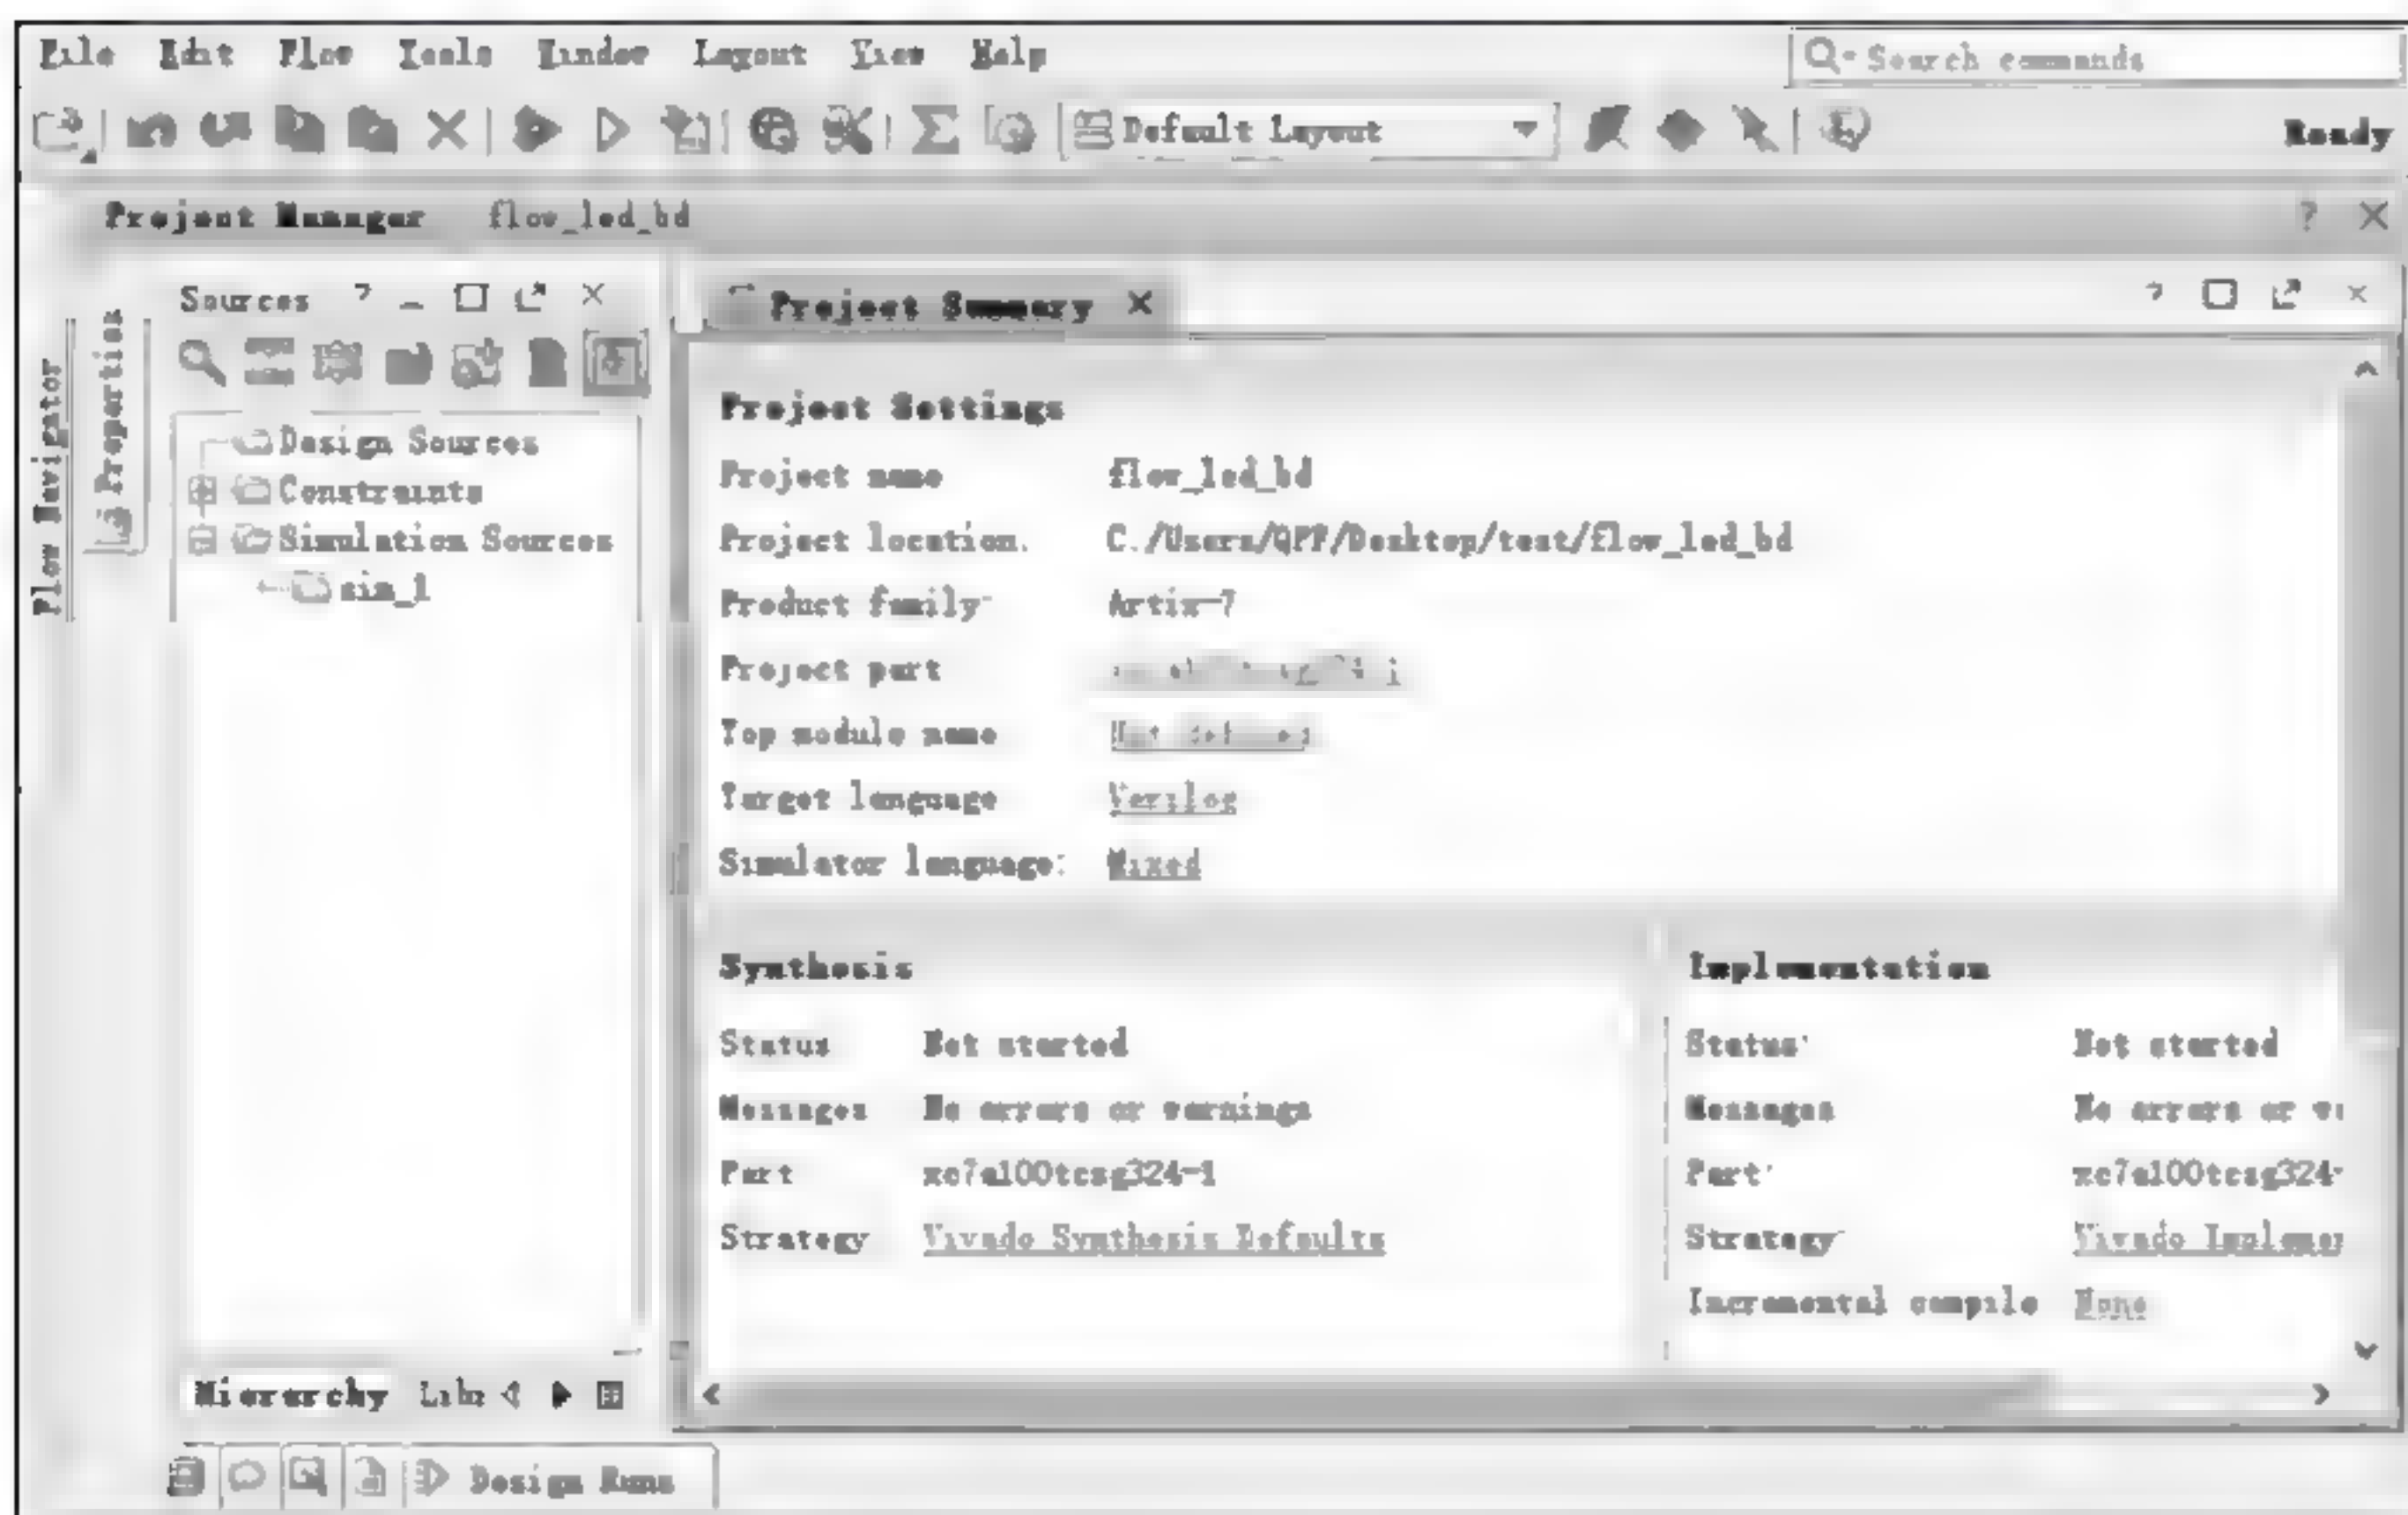 File Edit Flow Tools Window Layout View Help
Search commands
Default Layout
Ready
Project Manager flow_led_bd
Flow Navigator
Properties
Sources
Design Sources
Constraints
Simulation Sources
sim_1
Hierarchy Libr
Project Summary
Project Settings
Project name flow_led_bd
Project location: C:/Users/QFF/Desktop/test/flow_led_bd
Product family: Artix-7
Project part
Top module name Not defined
Target language Verilog
Simulator language: Mixed
Synthesis
Status Not started
Messages No errors or warnings
Part xc7a100tcsg324-1
Strategy Vivado Synthesis Defaults
Implementation
Status: Not started
Messages No errors or
Part: xc7a100tcsg324-
Strategy: Vivado Implemen
Incremental compile None
Design Runs